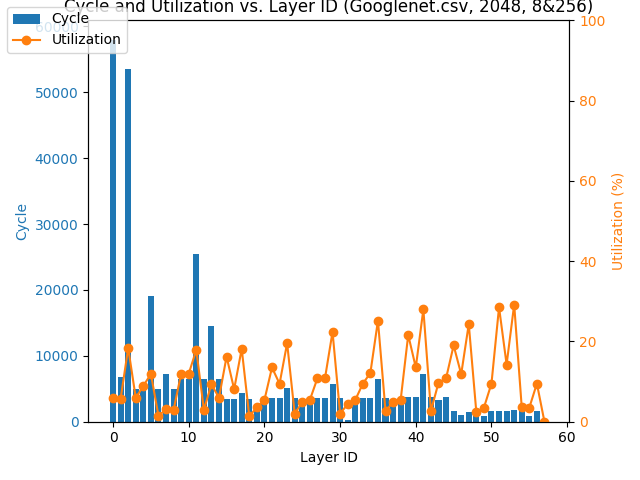 Cycle and Utilization vs. Layer ID (Googlenet.csv, 2048, 8&256)
Cycle
Utilization
60000
50000
40000
30000
20000
10000
0
Cycle
100
80
60
40
20
0
Utilization (%)
0 10 20 30 40 50 60
Layer ID